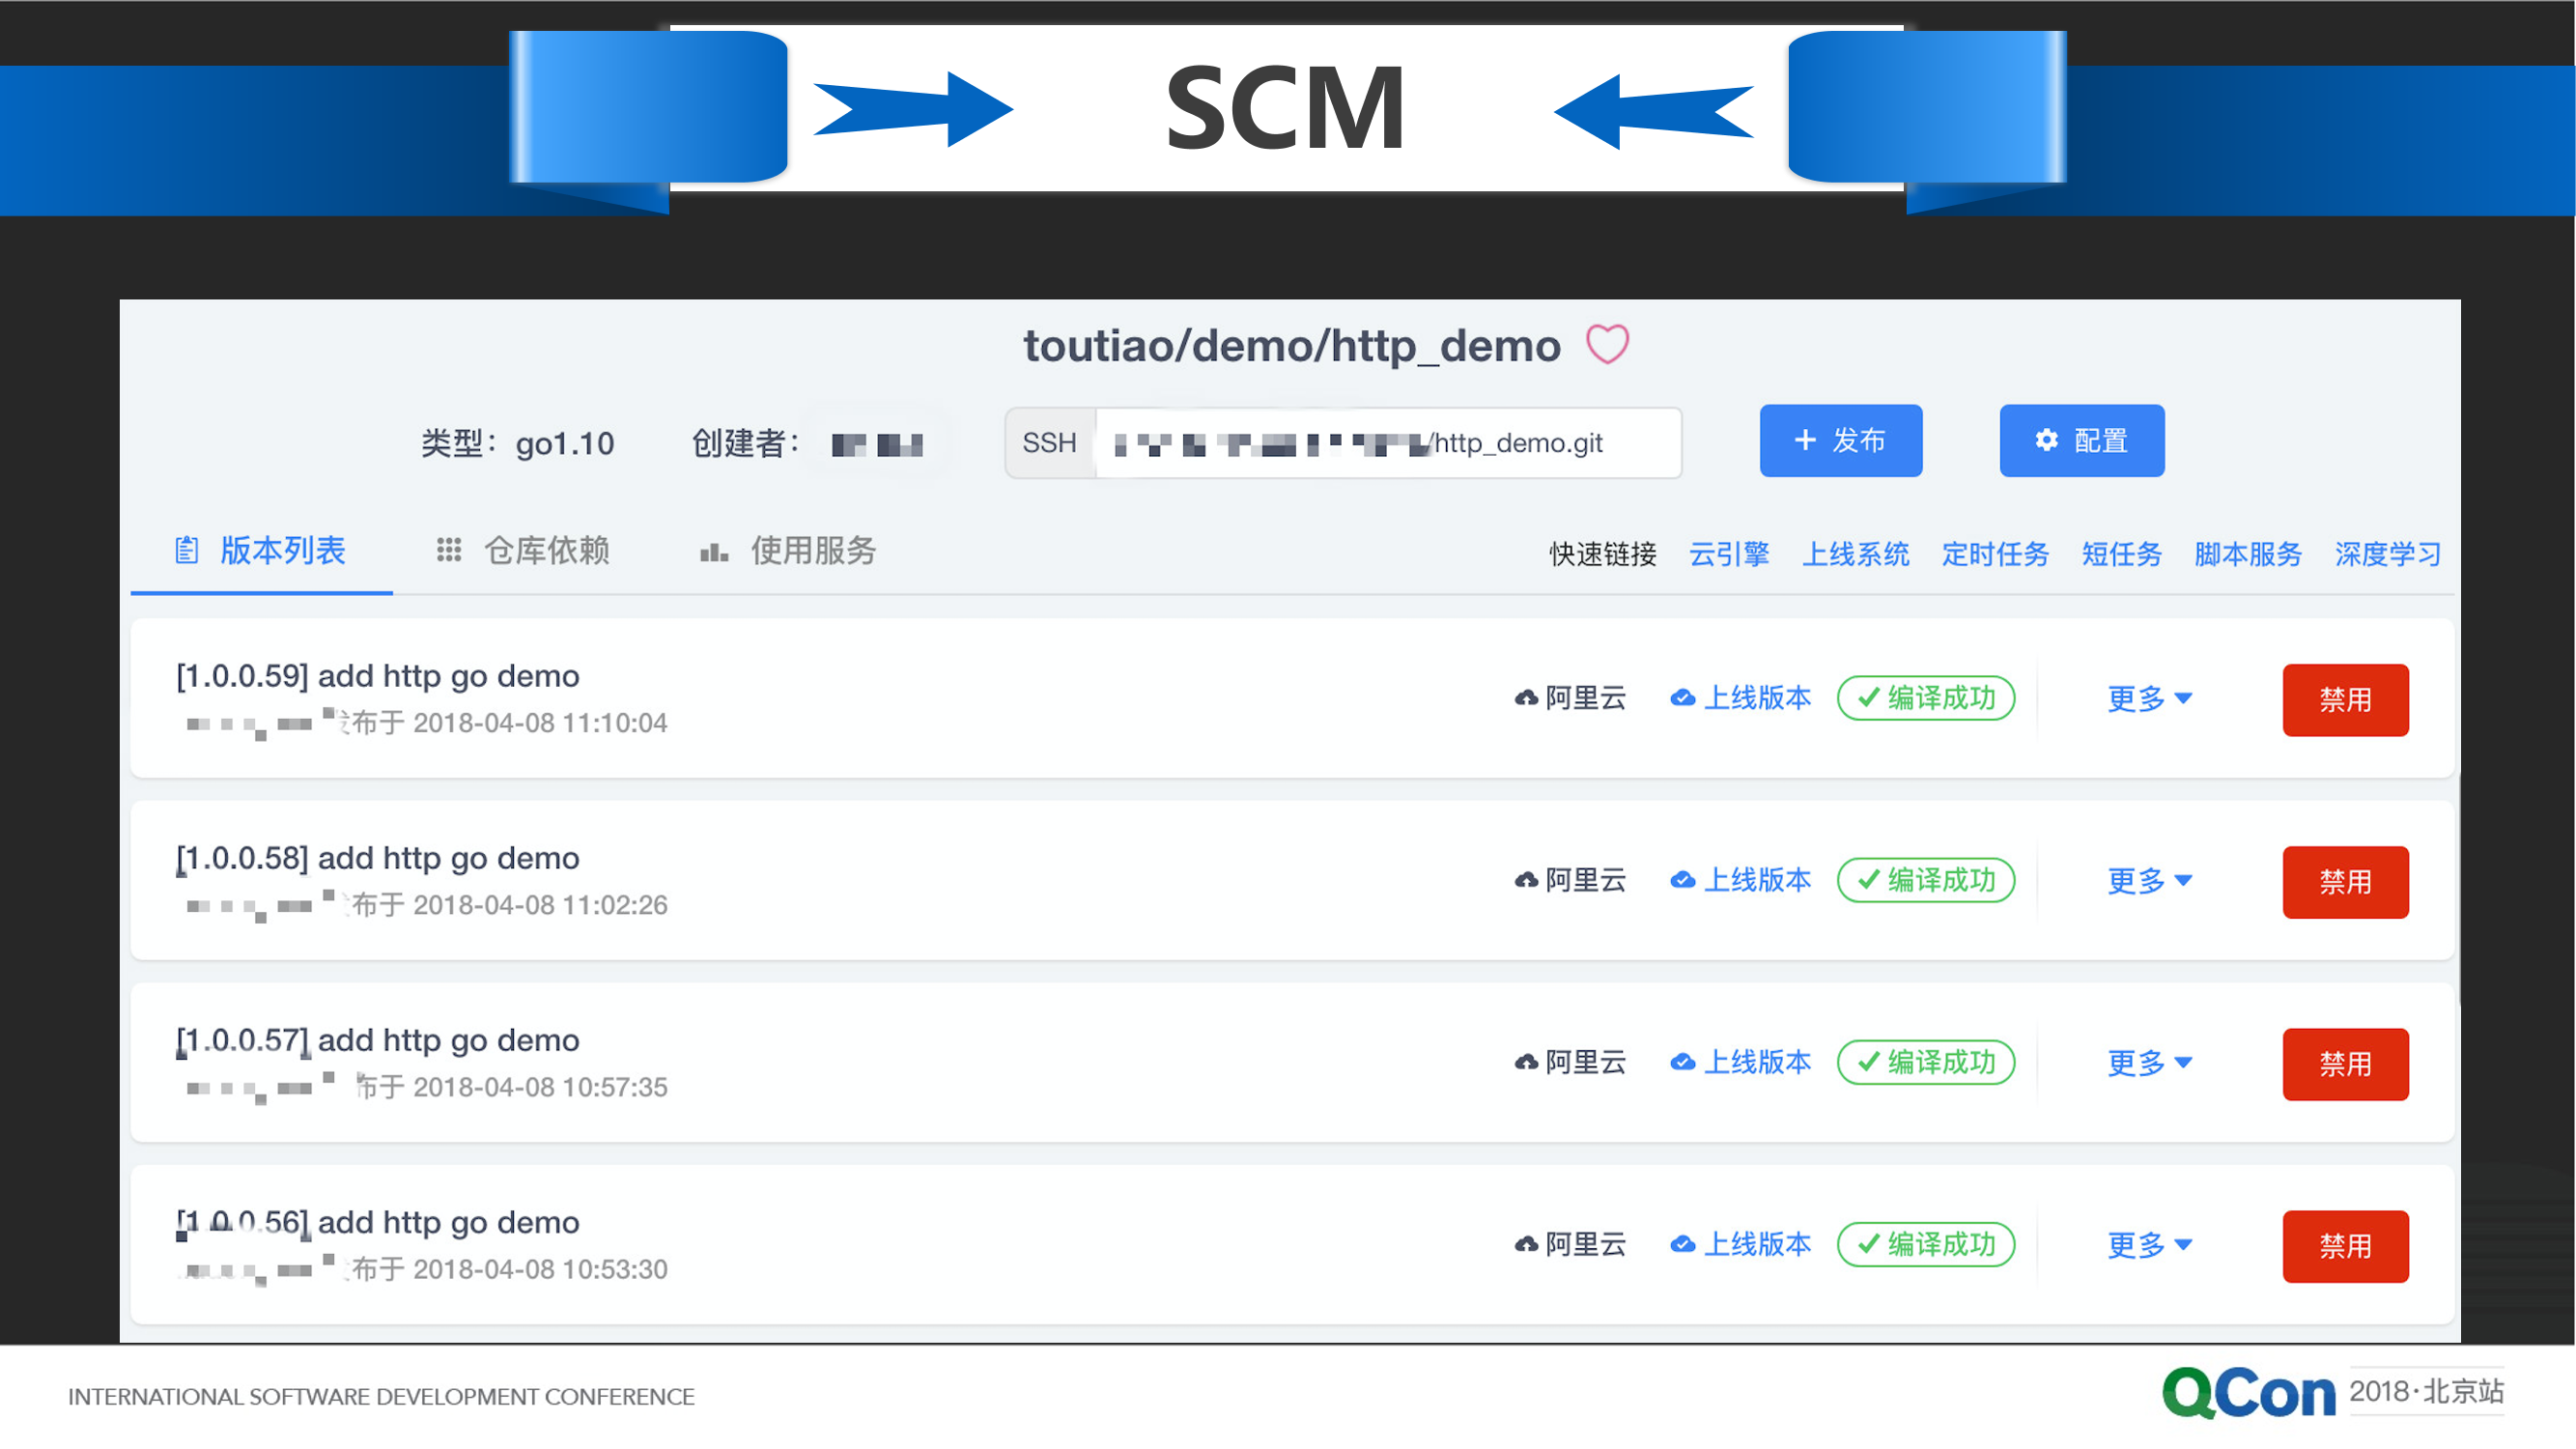 SCM
toutiao/demo/http_demo
类型：go1.10 创建者： SSH /http_demo.git + 发布 配置
版本列表 仓库依赖 使用服务 快速链接 云引擎 上线系统 定时任务 短任务 脚本服务 深度学习
[1.0.0.59] add http go demo
发布于 2018-04-08 11:10:04
阿里云 上线版本 编译成功 更多 禁用
[1.0.0.58] add http go demo
布于 2018-04-08 11:02:26
阿里云 上线版本 编译成功 更多 禁用
[1.0.0.57] add http go demo
布于 2018-04-08 10:57:35
阿里云 上线版本 编译成功 更多 禁用
[1.0.0.56] add http go demo
布于 2018-04-08 10:53:30
阿里云 上线版本 编译成功 更多 禁用
INTERNATIONAL SOFTWARE DEVELOPMENT CONFERENCE
QCon 2018·北京站